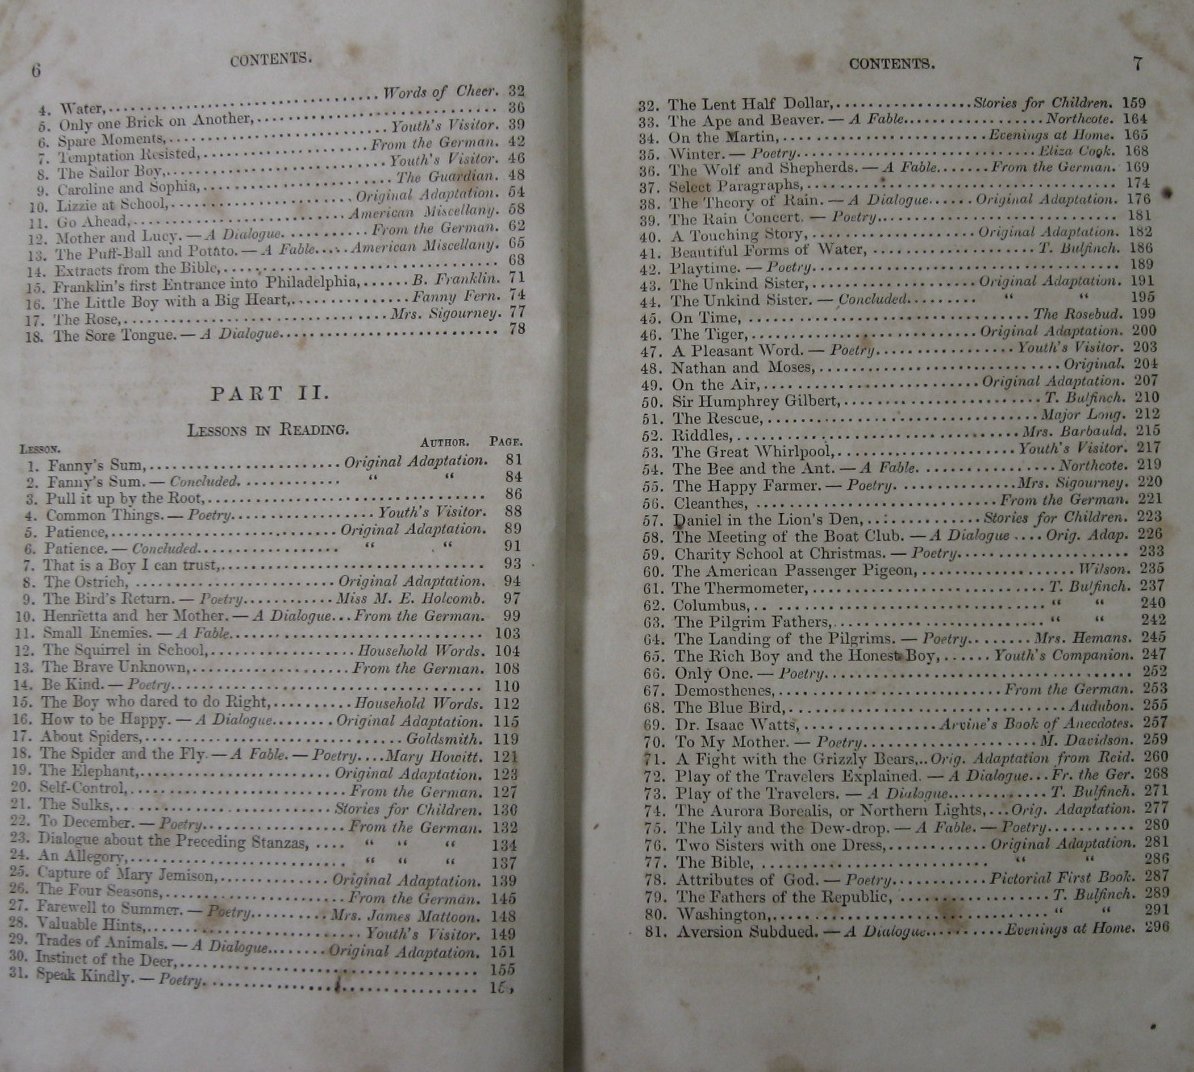 6 CONTENTS.
4. Water, Words of Cheer. 32
5. Only one Brick on Another, 36
6. Spare Moments, Youth's Visitor. 39
7. Temptation Resisted, From the German. 42
8. The Sailor Boy, Youth's Visitor. 46
9. Caroline and Sophia, The Guardian. 48
10. Lizzie at School, Original Adaptation. 54
11. Go Ahead, American Miscellany. 58
12. Mother and Lucy. — A Dialogue. From the German. 62
13. The Puff-Ball and Potato. — A Fable. American Miscellany. 65
14. Extracts from the Bible, 68
15. Franklin's first Entrance into Philadelphia, B. Franklin. 71
16. The Little Boy with a Big Heart, Fanny Fern. 74
17. The Rose, Mrs. Sigourney. 77
18. The Sore Tongue. — A Dialogue. 78
PART II.
LESSONS IN READING.
LESSON. AUTHOR. PAGE.
1. Fanny's Sum, Original Adaptation. 81
2. Fanny's Sum. — Concluded. " " 84
3. Pull it up by the Root, 86
4. Common Things. — Poetry. Youth's Visitor. 88
5. Patience, Original Adaptation. 89
6. Patience. — Concluded. " " 91
7. That is a Boy I can trust, 93
8. The Ostrich, Original Adaptation. 94
9. The Bird's Return. — Poetry. Miss M. E. Holcomb. 97
10. Henrietta and her Mother. — A Dialogue. From the German. 99
11. Small Enemies. — A Fable. 103
12. The Squirrel in School, Household Words. 104
13. The Brave Unknown, From the German. 108
14. Be Kind. — Poetry. 110
15. The Boy who dared to do Right, Household Words. 112
16. How to be Happy. — A Dialogue. Original Adaptation. 115
17. About Spiders, Goldsmith. 119
18. The Spider and the Fly. — A Fable. — Poetry. Mary Howitt. 121
19. The Elephant, Original Adaptation. 123
20. Self-Control, From the German. 127
21. The Sulks, Stories for Children. 130
22. To December. — Poetry. From the German. 132
23. Dialogue about the Preceding Stanzas, " " " 134
24. An Allegory, " " " 137
25. Capture of Mary Jemison, Original Adaptation. 139
26. The Four Seasons, From the German. 145
27. Farewell to Summer. — Poetry. Mrs. James Mattoon. 148
28. Valuable Hints, Youth's Visitor. 149
29. Trades of Animals. — A Dialogue. Original Adaptation. 151
30. Instinct of the Deer, 155
31. Speak Kindly. — Poetry.
CONTENTS. 7
32. The Lent Half Dollar, Stories for Children. 159
33. The Ape and Beaver. — A Fable. Northcote. 164
34. On the Martin, Evenings at Home. 165
35. Winter. — Poetry. Eliza Cook. 168
36. The Wolf and Shepherds. — A Fable. From the German. 169
37. Select Paragraphs, 174
38. The Theory of Rain. — A Dialogue. Original Adaptation. 176
39. The Rain Concert. — Poetry. 181
40. A Touching Story, Original Adaptation. 182
41. Beautiful Forms of Water, T. Bulfinch. 186
42. Playtime. — Poetry. 189
43. The Unkind Sister, Original Adaptation. 191
44. The Unkind Sister. — Concluded. " " 195
45. On Time, The Rosebud. 199
46. The Tiger, Original Adaptation. 200
47. A Pleasant Word. — Poetry. Youth's Visitor. 203
48. Nathan and Moses, Original. 204
49. On the Air, Original Adaptation. 207
50. Sir Humphrey Gilbert, T. Bulfinch. 210
51. The Rescue, Major Long. 212
52. Riddles, Mrs. Barbauld. 215
53. The Great Whirlpool, Youth's Visitor. 217
54. The Bee and the Ant. — A Fable. Northcote. 219
55. The Happy Farmer. — Poetry. Mrs. Sigourney. 220
56. Cleanthes, From the German. 221
57. Daniel in the Lion's Den, Stories for Children. 223
58. The Meeting of the Boat Club. — A Dialogue Orig. Adap. 226
59. Charity School at Christmas. — Poetry. 233
60. The American Passenger Pigeon, Wilson. 235
61. The Thermometer, T. Bulfinch. 237
62. Columbus, " " 240
63. The Pilgrim Fathers, " " 242
64. The Landing of the Pilgrims. — Poetry. Mrs. Hemans. 245
65. The Rich Boy and the Honest Boy, Youth's Companion. 247
66. Only One. — Poetry. 252
67. Demosthenes, From the German. 253
68. The Blue Bird, Audubon. 255
69. Dr. Isaac Watts, Arvine's Book of Anecdotes. 257
70. To My Mother. — Poetry. M. Davidson. 259
71. A Fight with the Grizzly Bears, Orig. Adaptation from Reid. 260
72. Play of the Travelers Explained. — A Dialogue. Fr. the Ger. 268
73. Play of the Travelers. — A Dialogue. T. Bulfinch. 271
74. The Aurora Borealis, or Northern Lights, Orig. Adaptation. 277
75. The Lily and the Dew-drop. — A Fable. — Poetry. 280
76. Two Sisters with one Dress, Original Adaptation. 281
77. The Bible, " " 286
78. Attributes of God. — Poetry. Pictorial First Book. 287
79. The Fathers of the Republic, T. Bulfinch. 289
80. Washington, " " 291
81. Aversion Subdued. — A Dialogue. Evenings at Home. 296